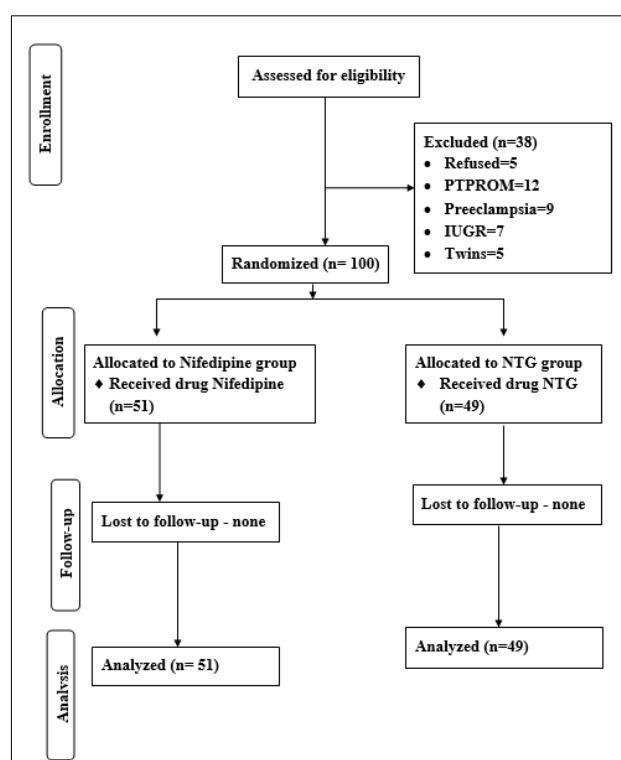 Enrollment
Assessed for eligibility
Excluded (n=38)
• Refused=5
• PTPROM=12
• Preeclampsia=9
• IUGR=7
• Twins=5
Randomized (n= 100)
Allocation
Allocated to Nifedipine group
♦ Received drug Nifedipine
(n=51)
Allocated to NTG group
♦ Received drug NTG
(n=49)
Follow-up
Lost to follow-up - none
Lost to follow-up - none
Analysis
Analyzed (n= 51)
Analyzed (n=49)